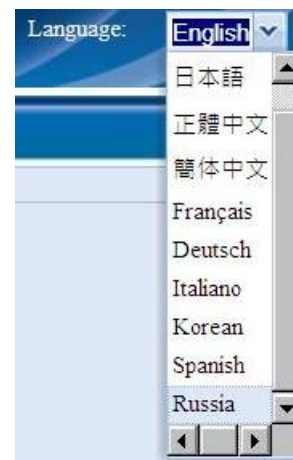 Language: English
日本語
正體中文
簡体中文
Français
Deutsch
Italiano
Korean
Spanish
Russia